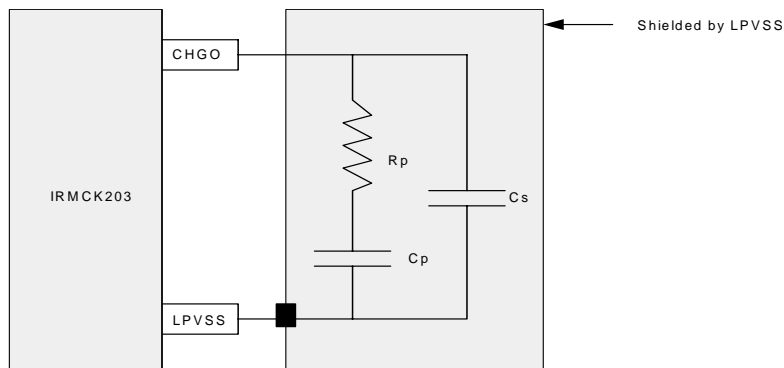 Shielded by LPVSS
CHGO
Rp
IRMCK203
Cs
Cp
LPVSS